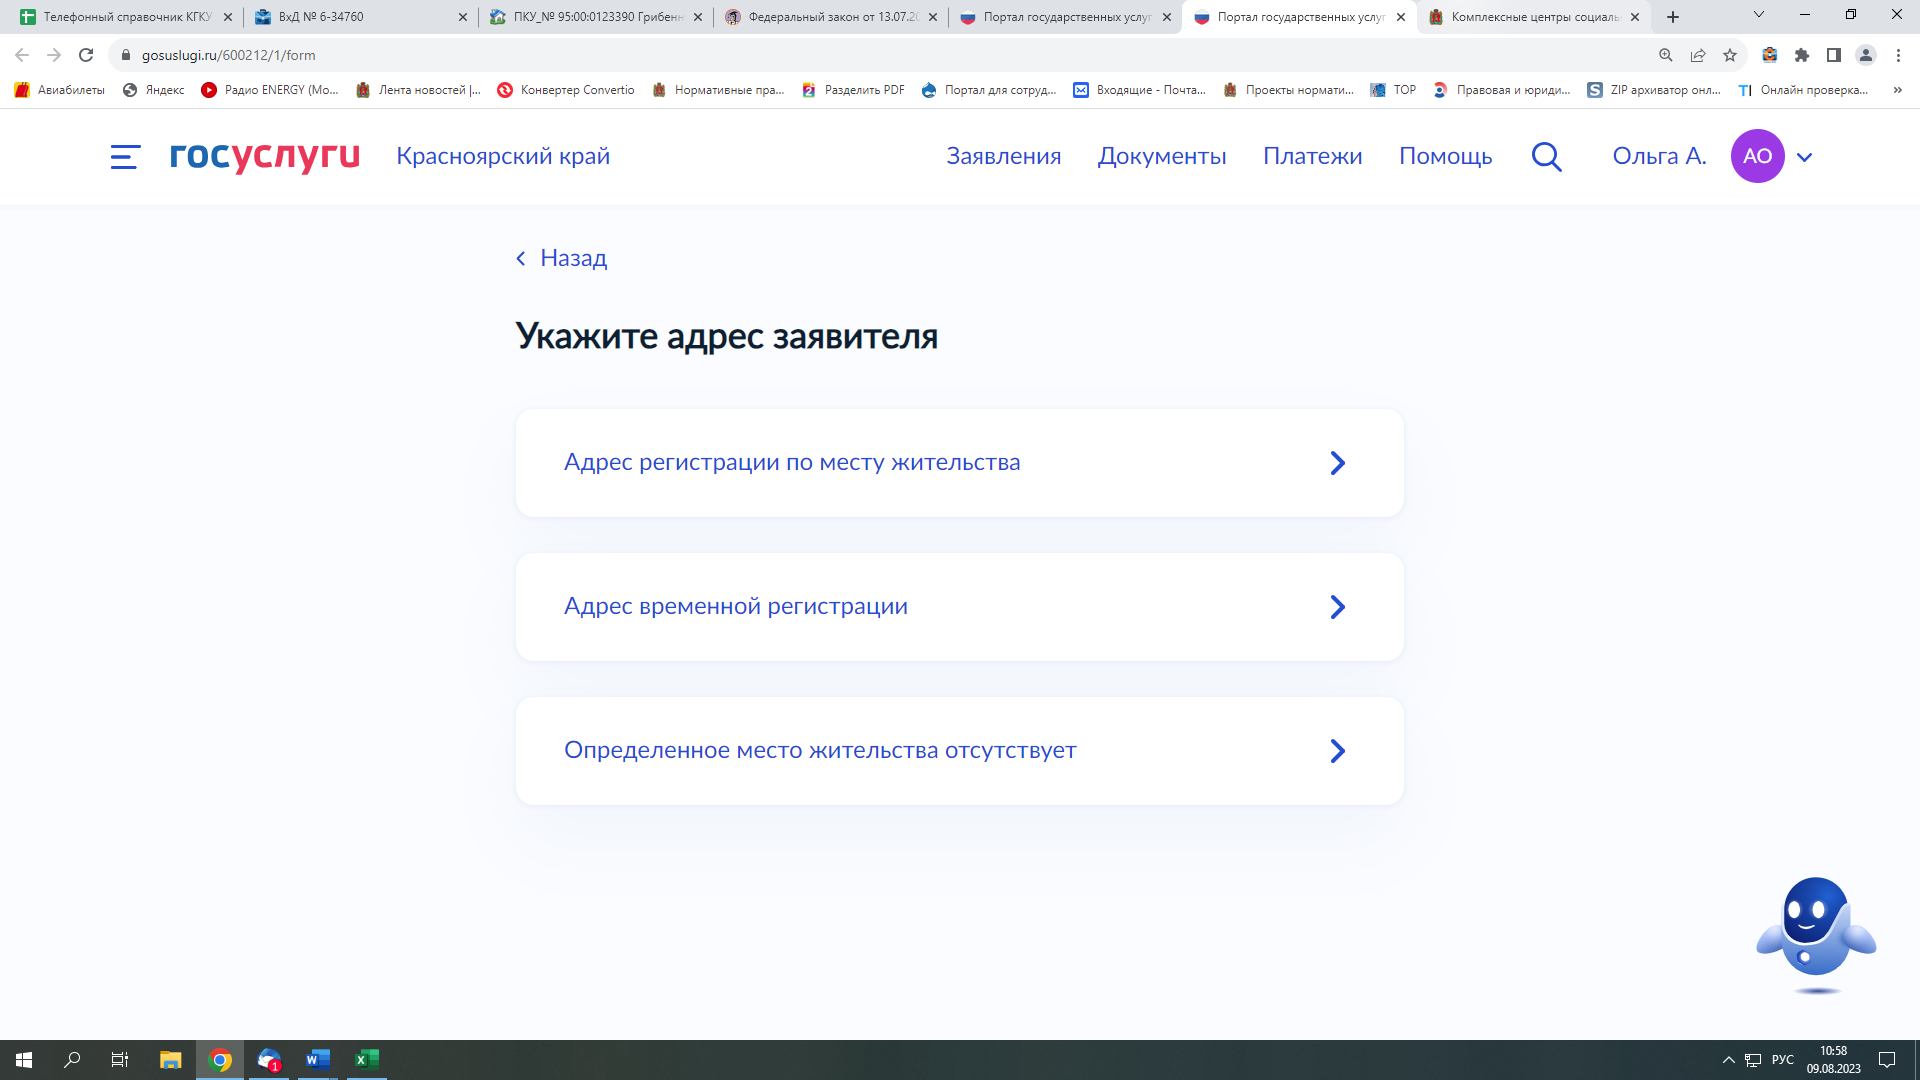 Телефонный справочник КГКУ
ВхД № 6-34760
ПКУ_№ 95:00:0123390 Грибенн
Федеральный закон от 13.07.20
Портал государственных услуг
Портал государственных услуг
Комплексные центры социаль
gosuslugi.ru/600212/1/form
Авиабилеты
Яндекс
Радио ENERGY (Mo...
Лента новостей |...
Конвертер Convertio
Нормативные пра...
Разделить PDF
Портал для сотруд...
Входящие - Почта...
Проекты нормати...
TOP
Правовая и юриди...
ZIP архиватор онл...
Онлайн проверка...
госуслуги
Красноярский край
Заявления
Документы
Платежи
Помощь
Ольга А.
АО
Назад
Укажите адрес заявителя
Адрес регистрации по месту жительства
Адрес временной регистрации
Определенное место жительства отсутствует
1
РУС
10:58
09.08.2023